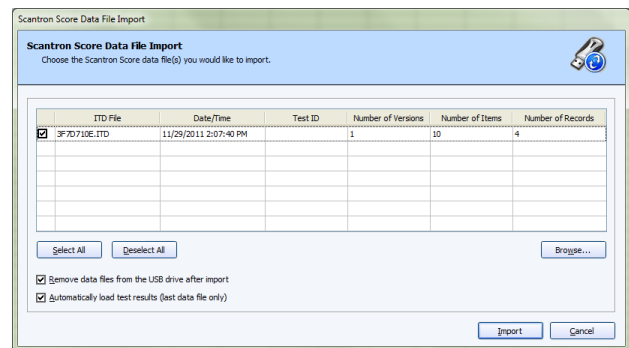 Scantron Score Data File Import
Scantron Score Data File Import
Choose the Scantron Score data file(s) you would like to import.
ITD File Date/Time Test ID Number of Versions Number of Items Number of Records
3F7D710E.ITD 11/29/2011 2:07:40 PM 1 10 4
Select All Deselect All Browse...
Remove data files from the USB drive after import
Automatically load test results (last data file only)
Import Cancel